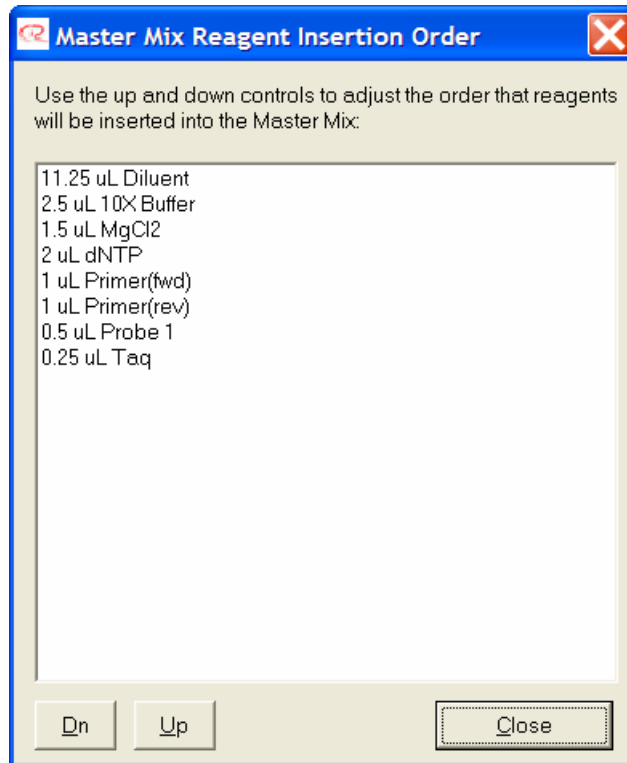 Master Mix Reagent Insertion Order
Use the up and down controls to adjust the order that reagents
will be inserted into the Master Mix:
11.25 uL Diluent
2.5 uL 10X Buffer
1.5 uL MgCl2
2 uL dNTP
1 uL Primer(fwd)
1 uL Primer(rev)
0.5 uL Probe 1
0.25 uL Taq
Dn Up Close